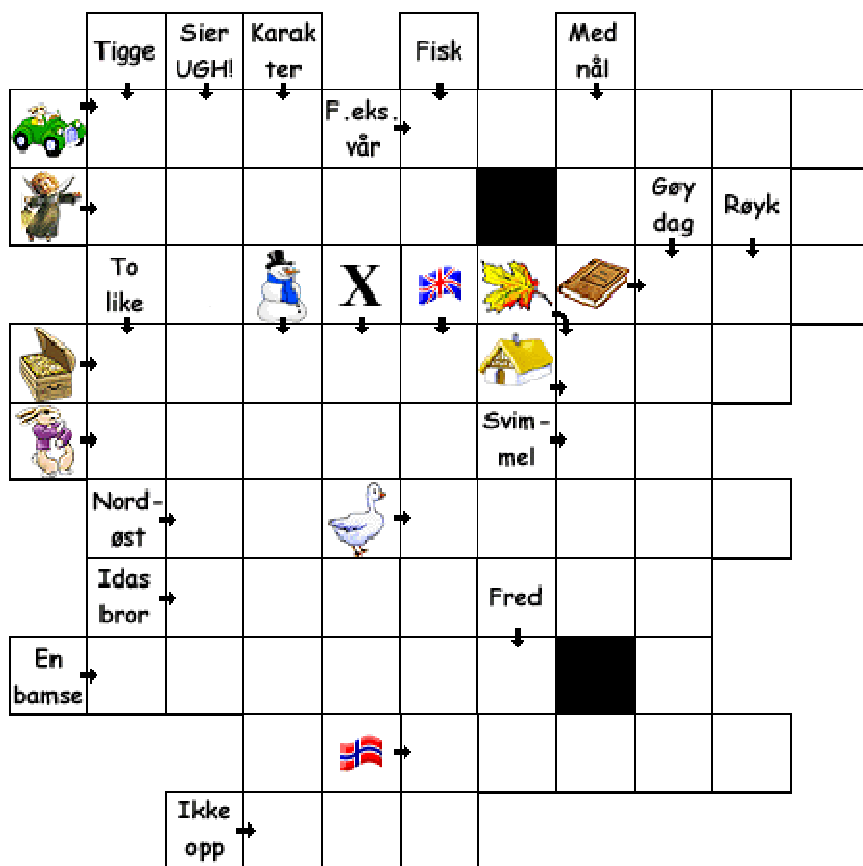 Tigge
Sier
UGH!
Karak
ter
Fisk
Med
nål
F.eks.
vår
Gøy
dag
Røyk
To
like
X
Svim-
mel
Nord-
øst
Idas
bror
Fred
En
bamse
Ikke
opp